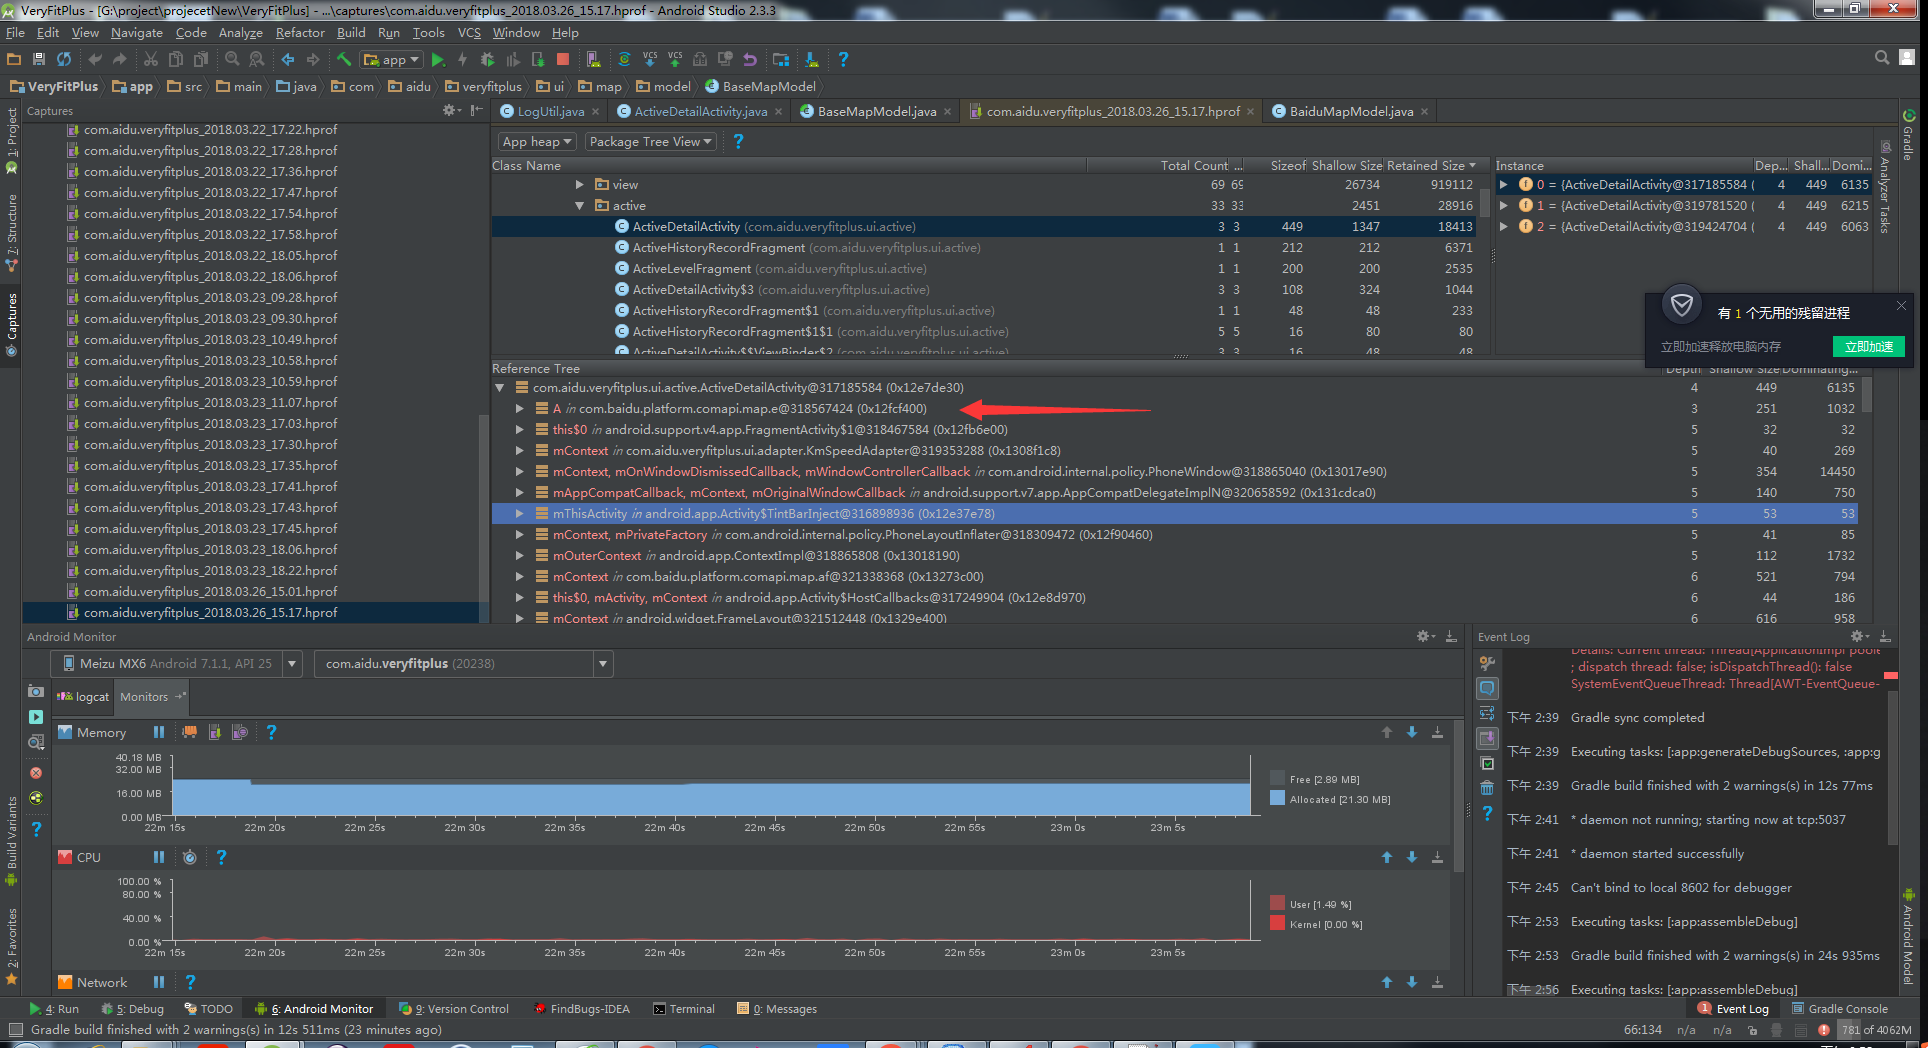 VeryFitPlus - [G:\project\projecetNew\VeryFitPlus] - ...\captures\com.aidu.veryfitplus_2018.03.26_15.17.hprof - Android Studio 2.3.3
File Edit View Navigate Code Analyze Refactor Build Run Tools VCS Window Help
app
VeryFitPlus app src main java com aidu veryfitplus ui map model BaseMapModel
Captures
LogUtil.java ActiveDetailActivity.java BaseMapModel.java com.aidu.veryfitplus_2018.03.26_15.17.hprof BaiduMapModel.java
1: Project
7: Structure
Captures
Build Variants
2: Favorites
com.aidu.veryfitplus_2018.03.22_17.22.hprof
com.aidu.veryfitplus_2018.03.22_17.28.hprof
com.aidu.veryfitplus_2018.03.22_17.36.hprof
com.aidu.veryfitplus_2018.03.22_17.47.hprof
com.aidu.veryfitplus_2018.03.22_17.54.hprof
com.aidu.veryfitplus_2018.03.22_17.58.hprof
com.aidu.veryfitplus_2018.03.22_18.05.hprof
com.aidu.veryfitplus_2018.03.22_18.06.hprof
com.aidu.veryfitplus_2018.03.23_09.28.hprof
com.aidu.veryfitplus_2018.03.23_09.30.hprof
com.aidu.veryfitplus_2018.03.23_10.49.hprof
com.aidu.veryfitplus_2018.03.23_10.58.hprof
com.aidu.veryfitplus_2018.03.23_10.59.hprof
com.aidu.veryfitplus_2018.03.23_11.07.hprof
com.aidu.veryfitplus_2018.03.23_17.03.hprof
com.aidu.veryfitplus_2018.03.23_17.30.hprof
com.aidu.veryfitplus_2018.03.23_17.35.hprof
com.aidu.veryfitplus_2018.03.23_17.41.hprof
com.aidu.veryfitplus_2018.03.23_17.43.hprof
com.aidu.veryfitplus_2018.03.23_17.45.hprof
com.aidu.veryfitplus_2018.03.23_18.06.hprof
com.aidu.veryfitplus_2018.03.23_18.22.hprof
com.aidu.veryfitplus_2018.03.26_15.01.hprof
com.aidu.veryfitplus_2018.03.26_15.17.hprof
App heap Package Tree View ?
Class Name Total Count ... Sizeof Shallow Size Retained Size
view 69 69 26734 919112
active 33 33 2451 28916
ActiveDetailActivity (com.aidu.veryfitplus.ui.active) 3 3 449 1347 18413
ActiveHistoryRecordFragment (com.aidu.veryfitplus.ui.active) 1 1 212 212 6371
ActiveLevelFragment (com.aidu.veryfitplus.ui.active) 1 1 200 200 2535
ActiveDetailActivity$3 (com.aidu.veryfitplus.ui.active) 3 3 108 324 1044
ActiveHistoryRecordFragment$1 (com.aidu.veryfitplus.ui.active) 1 1 48 48 233
ActiveHistoryRecordFragment$1$1 (com.aidu.veryfitplus.ui.active) 5 5 16 80 80
ActiveDetailActivity$$ViewBinder$2 (com.aidu.veryfitplus.ui.active) 3 3 16 48 48
Instance Dep... Shall... Domi...
0 = {ActiveDetailActivity@317185584 ( 4 449 6135
1 = {ActiveDetailActivity@319781520 ( 4 449 6215
2 = {ActiveDetailActivity@319424704 ( 4 449 6063
Gradle
Analyzer Tasks
Android Model
有 1 个无用的残留进程
立即加速释放电脑内存 立即加速
Reference Tree Depth Shallow Size Dominating...
com.aidu.veryfitplus.ui.active.ActiveDetailActivity@317185584 (0x12e7de30) 4 449 6135
A in com.baidu.platform.comapi.map.e@318567424 (0x12fcf400) 3 251 1032
this$0 in android.support.v4.app.FragmentActivity$1@318467584 (0x12fb6e00) 5 32 32
mContext in com.aidu.veryfitplus.ui.adapter.KmSpeedAdapter@319353288 (0x1308f1c8) 5 40 269
mContext, mOnWindowDismissedCallback, mWindowControllerCallback in com.android.internal.policy.PhoneWindow@318865040 (0x13017e90) 5 354 14450
mAppCompatCallback, mContext, mOriginalWindowCallback in android.support.v7.app.AppCompatDelegateImplN@320658592 (0x131cdca0) 5 140 750
mThisActivity in android.app.Activity$TintBarInject@316898936 (0x12e37e78) 5 53 53
mContext, mPrivateFactory in com.android.internal.policy.PhoneLayoutInflater@318309472 (0x12f90460) 5 41 85
mOuterContext in android.app.ContextImpl@318865808 (0x13018190) 5 112 1732
mContext in com.baidu.platform.comapi.map.af@321338368 (0x13273c00) 6 521 794
this$0, mActivity, mContext in android.app.Activity$HostCallbacks@317249904 (0x12e8d970) 6 44 186
mContext in android.widget.FrameLayout@321512448 (0x1329e400) 6 616 958
Android Monitor
Meizu MX6 Android 7.1.1, API 25 com.aidu.veryfitplus (20238)
logcat Monitors
Memory ?
40.18 MB
32.00 MB
16.00 MB
0.00 MB
22m 15s 22m 20s 22m 25s 22m 30s 22m 35s 22m 40s 22m 45s 22m 50s 22m 55s 23m 0s 23m 5s
Free [2.89 MB]
Allocated [21.30 MB]
CPU ?
100.00 %
80.00 %
40.00 %
0.00 %
22m 15s 22m 20s 22m 25s 22m 30s 22m 35s 22m 40s 22m 45s 22m 50s 22m 55s 23m 0s 23m 5s
User [1.49 %]
Kernel [0.00 %]
Network ?
Event Log
Details: Current thread: Thread[ApplicationImpl poole
; dispatch thread: false; isDispatchThread(): false
SystemEventQueueThread: Thread[AWT-EventQueue-
下午 2:39 Gradle sync completed
下午 2:39 Executing tasks: [:app:generateDebugSources, :app:g
下午 2:39 Gradle build finished with 2 warnings(s) in 12s 77ms
下午 2:41 * daemon not running; starting now at tcp:5037
下午 2:41 * daemon started successfully
下午 2:45 Can't bind to local 8602 for debugger
下午 2:53 Executing tasks: [:app:assembleDebug]
下午 2:53 Gradle build finished with 2 warnings(s) in 24s 935ms
下午 2:56 Executing tasks: [:app:assembleDebug]
4: Run 5: Debug TODO 6: Android Monitor 9: Version Control FindBugs-IDEA Terminal 0: Messages 1 Event Log Gradle Console
Gradle build finished with 2 warnings(s) in 12s 511ms (23 minutes ago) 66:134 n/a n/a 781 of 4062M